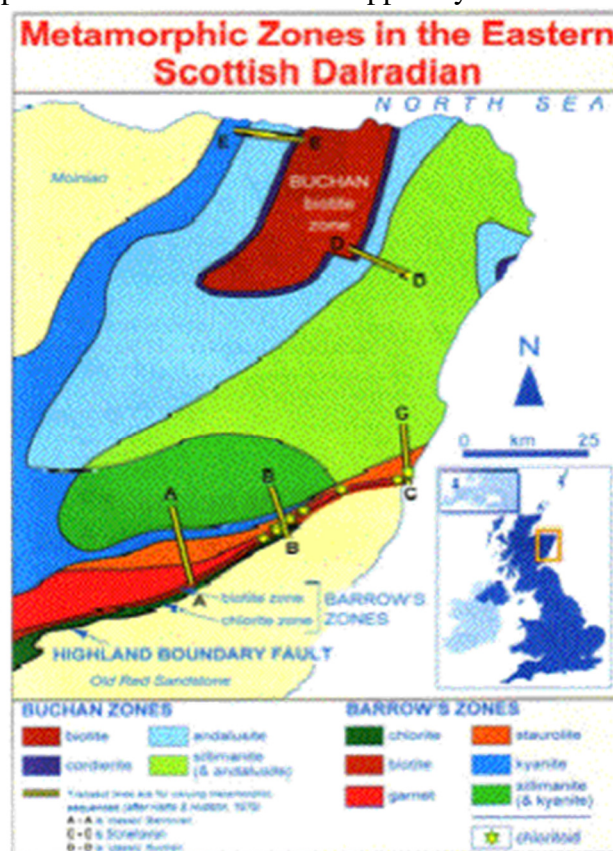 Metamorphic Zones in the Eastern
Scottish Dalradian
NORTH SEA
Moinian
E
E
BUCHAN
biotite
zone
D
D
N
0 km 25
G
C
A
B
B
A
biotite zone
chlorite zone
BARROW'S
ZONES
HIGHLAND BOUNDARY FAULT
Old Red Sandstone
BUCHAN ZONES
BARROW'S ZONES
biotite
andalusite
chlorite
staurolite
cordierite
sillimanite
(& andalusite)
biotite
kyanite
garnet
sillimanite
(& kyanite)
chloritoid